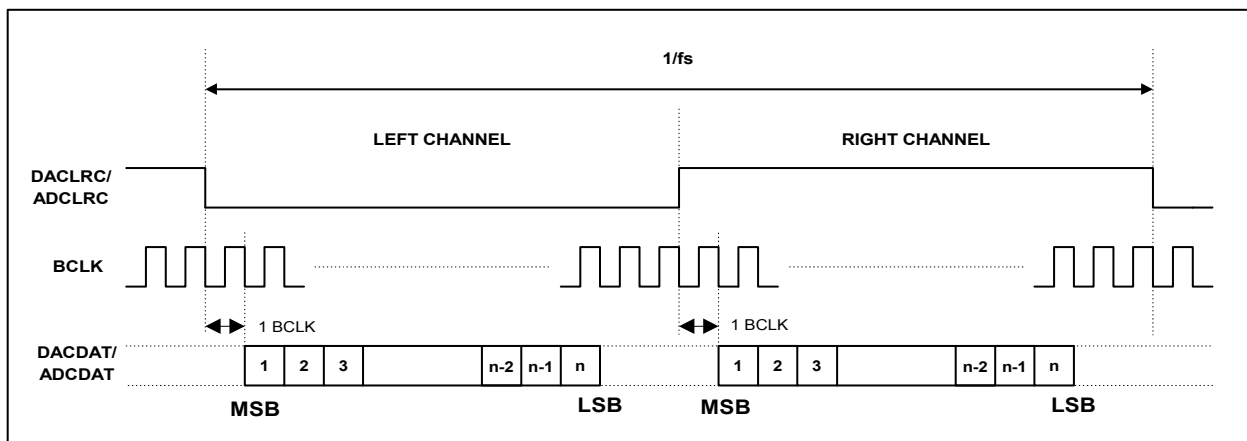 1/fs
LEFT CHANNEL
RIGHT CHANNEL
DACLRC/
ADCLRC
BCLK
1 BCLK
1 BCLK
DACDAT/
ADCDAT
1 2 3 n-2 n-1 n
1 2 3 n-2 n-1 n
MSB
LSB
MSB
LSB